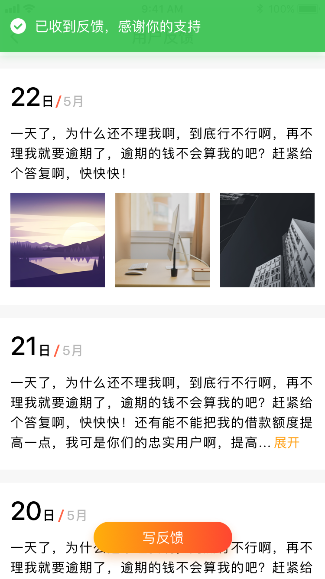 已收到反馈，感谢你的支持
22日/5月
一天了，为什么还不理我啊，到底行不行啊，再不
理我就要逾期了，逾期的钱不会算我的吧？赶紧给
个答复啊，快快快！
21日/5月
一天了，为什么还不理我啊，到底行不行啊，再不
理我就要逾期了，逾期的钱不会算我的吧？赶紧给
个答复啊，快快快！还有能不能把我的借款额度提
高一点，我可是你们的忠实用户啊，提高...展开
20日/5月
一天了，为什么还不理我啊，到底行不行啊，再不
写反馈
理我就要逾期了，逾期的钱不会算我的吧？赶紧给